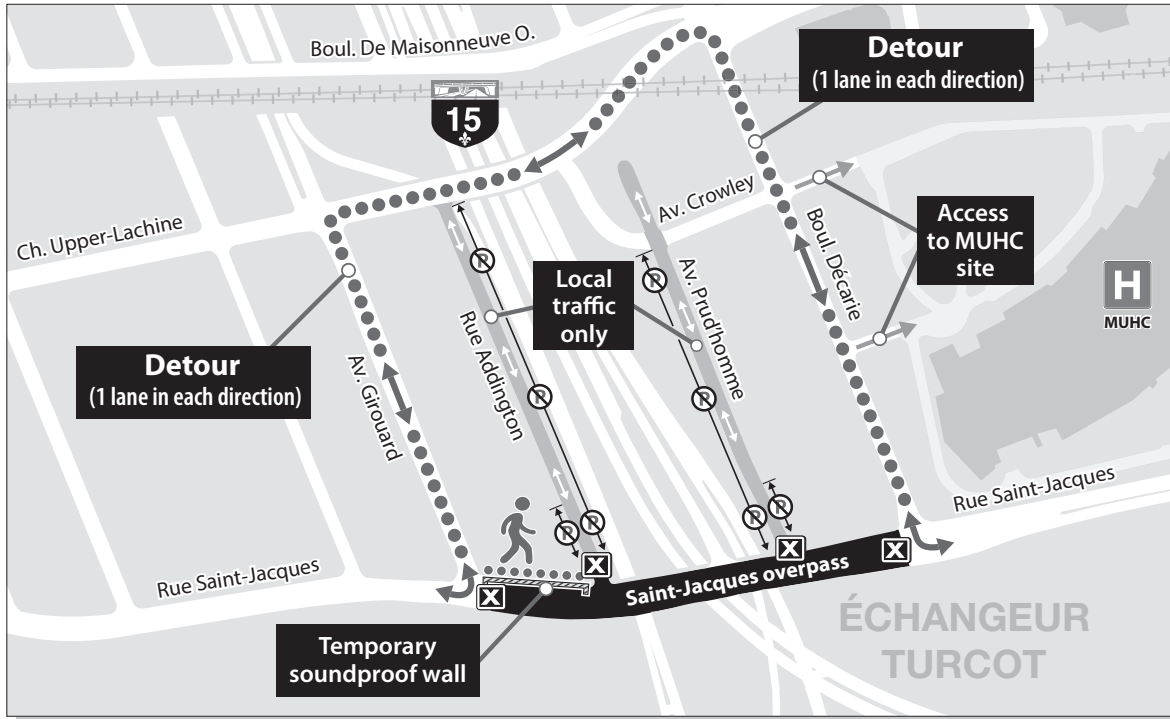 Boul. De Maisonneuve O.
Detour
(1 lane in each direction)
15
Av. Crowley
Ch. Upper-Lachine
Access
to MUHC
site
Boul. Décarie
H
MUHC
Local
traffic
only
Av. Prud'homme
Rue Addington
Detour
(1 lane in each direction)
Av. Girouard
P
P
P
P
P
P
P
P
Rue Saint-Jacques
Rue Saint-Jacques
X
X
X
X
Saint-Jacques overpass
Temporary
soundproof wall
ÉCHANGEUR
TURCOT